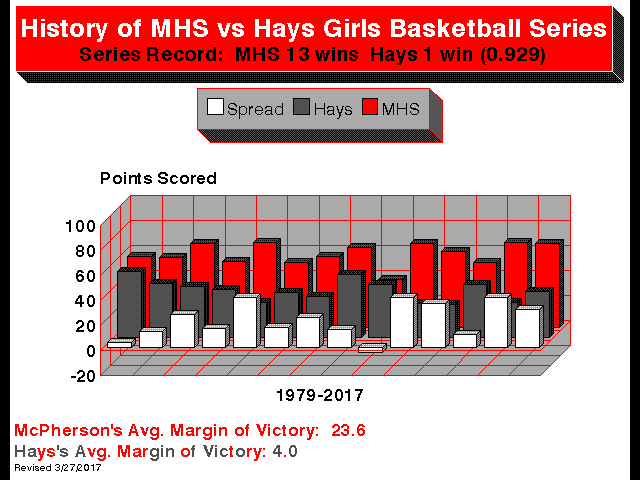 History of MHS vs Hays Girls Basketball Series
Series Record: MHS 13 wins Hays 1 win (0.929)
Spread Hays MHS
Points Scored
100
80
60
40
20
0
-20
1979-2017
McPherson's Avg. Margin of Victory: 23.6
Hays's Avg. Margin of Victory: 4.0
Revised 3/27/2017